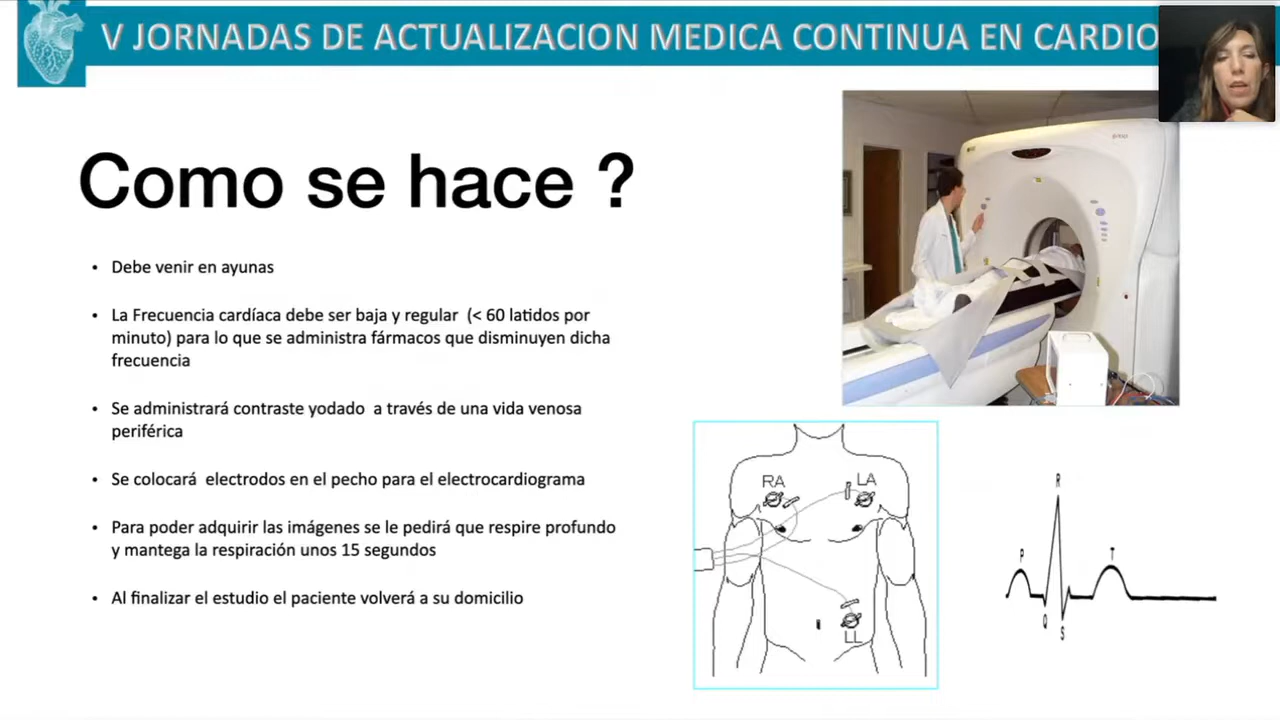 V JORNADAS DE ACTUALIZACION MEDICA CONTINUA EN CARDIO
Como se hace ?
• Debe venir en ayunas
• La Frecuencia cardíaca debe ser baja y regular (< 60 latidos por
minuto) para lo que se administra fármacos que disminuyen dicha
frecuencia
• Se administrará contraste yodado a través de una vida venosa
periférica
• Se colocará electrodos en el pecho para el electrocardiograma
• Para poder adquirir las imágenes se le pedirá que respire profundo
y mantega la respiración unos 15 segundos
• Al finalizar el estudio el paciente volverá a su domicilio
RA LA
LL
R
P T
Q
S